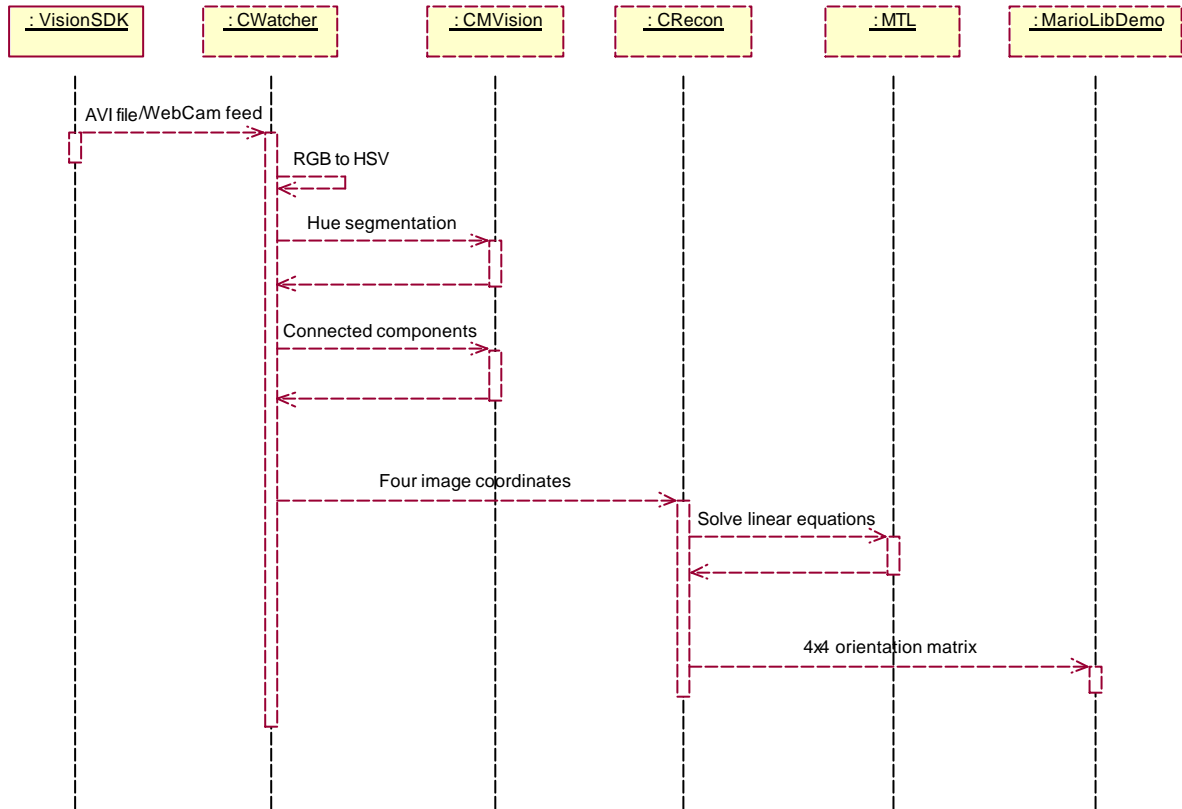 : VisionSDK
: CWatcher
: CMVision
: CRecon
: MTL
: MarioLibDemo
AVI file/WebCam feed
RGB to HSV
Hue segmentation
Connected components
Four image coordinates
Solve linear equations
4x4 orientation matrix